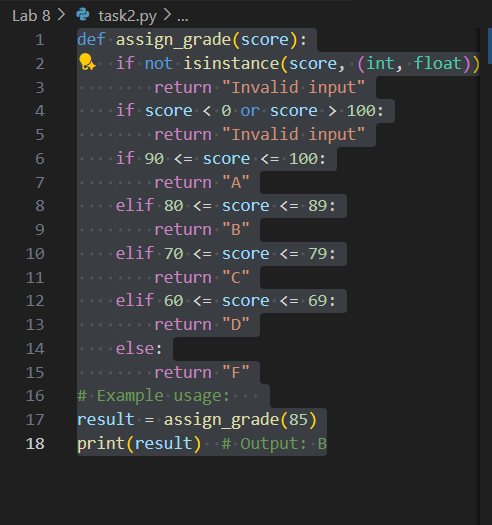 Lab 8 > task2.py > ...
1 def assign_grade(score):
2     if not isinstance(score, (int, float))
3         return "Invalid input"
4     if score < 0 or score > 100:
5         return "Invalid input"
6     if 90 <= score <= 100:
7         return "A"
8     elif 80 <= score <= 89:
9         return "B"
10     elif 70 <= score <= 79:
11         return "C"
12     elif 60 <= score <= 69:
13         return "D"
14     else:
15         return "F"
16 # Example usage:
17 result = assign_grade(85)
18 print(result)  # Output: B